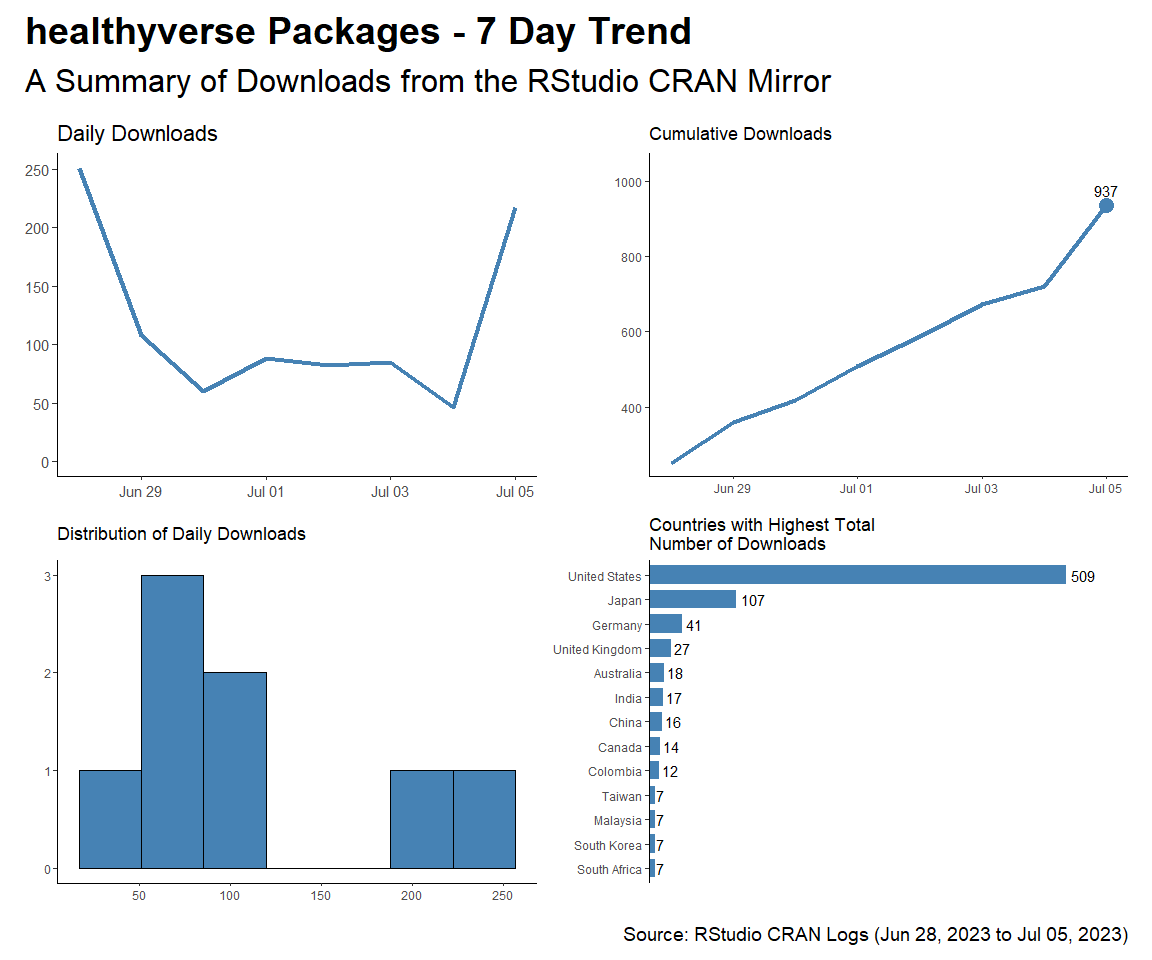 healthyverse Packages - 7 Day Trend
A Summary of Downloads from the RStudio CRAN Mirror
Daily Downloads
250
200
150
100
50
0
Jun 29 Jul 01 Jul 03 Jul 05
Cumulative Downloads
1000
800
600
400
937
Jun 29 Jul 01 Jul 03 Jul 05
Distribution of Daily Downloads
3
2
1
0
50 100 150 200 250
Countries with Highest Total
Number of Downloads
United States 509
Japan 107
Germany 41
United Kingdom 27
Australia 18
India 17
China 16
Canada 14
Colombia 12
Taiwan 7
Malaysia 7
South Korea 7
South Africa 7
Source: RStudio CRAN Logs (Jun 28, 2023 to Jul 05, 2023)